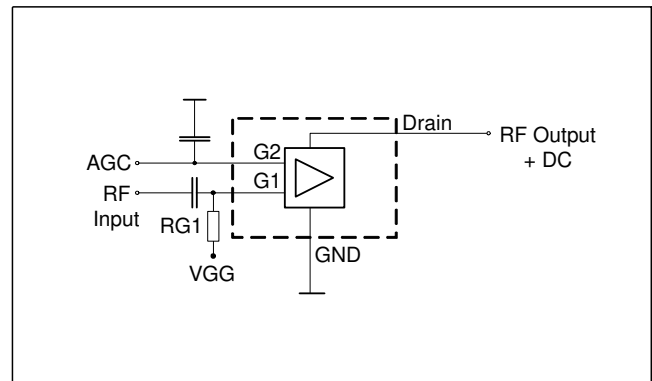 Drain
RF Output
+ DC
AGC
G2
RF
Input
G1
RG1
GND
VGG